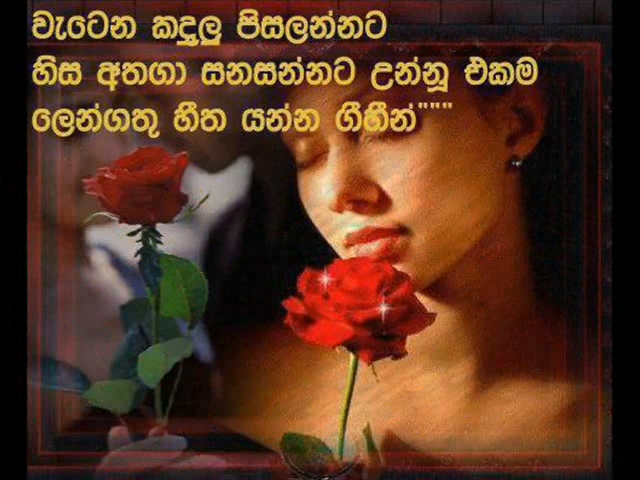 වැටෙන කඳුලු පිසලන්නට
හිස අතගා සනසන්නට උන්නූ එකම
ලෙන්ගතු හීත යන්න ගීහීන්"""